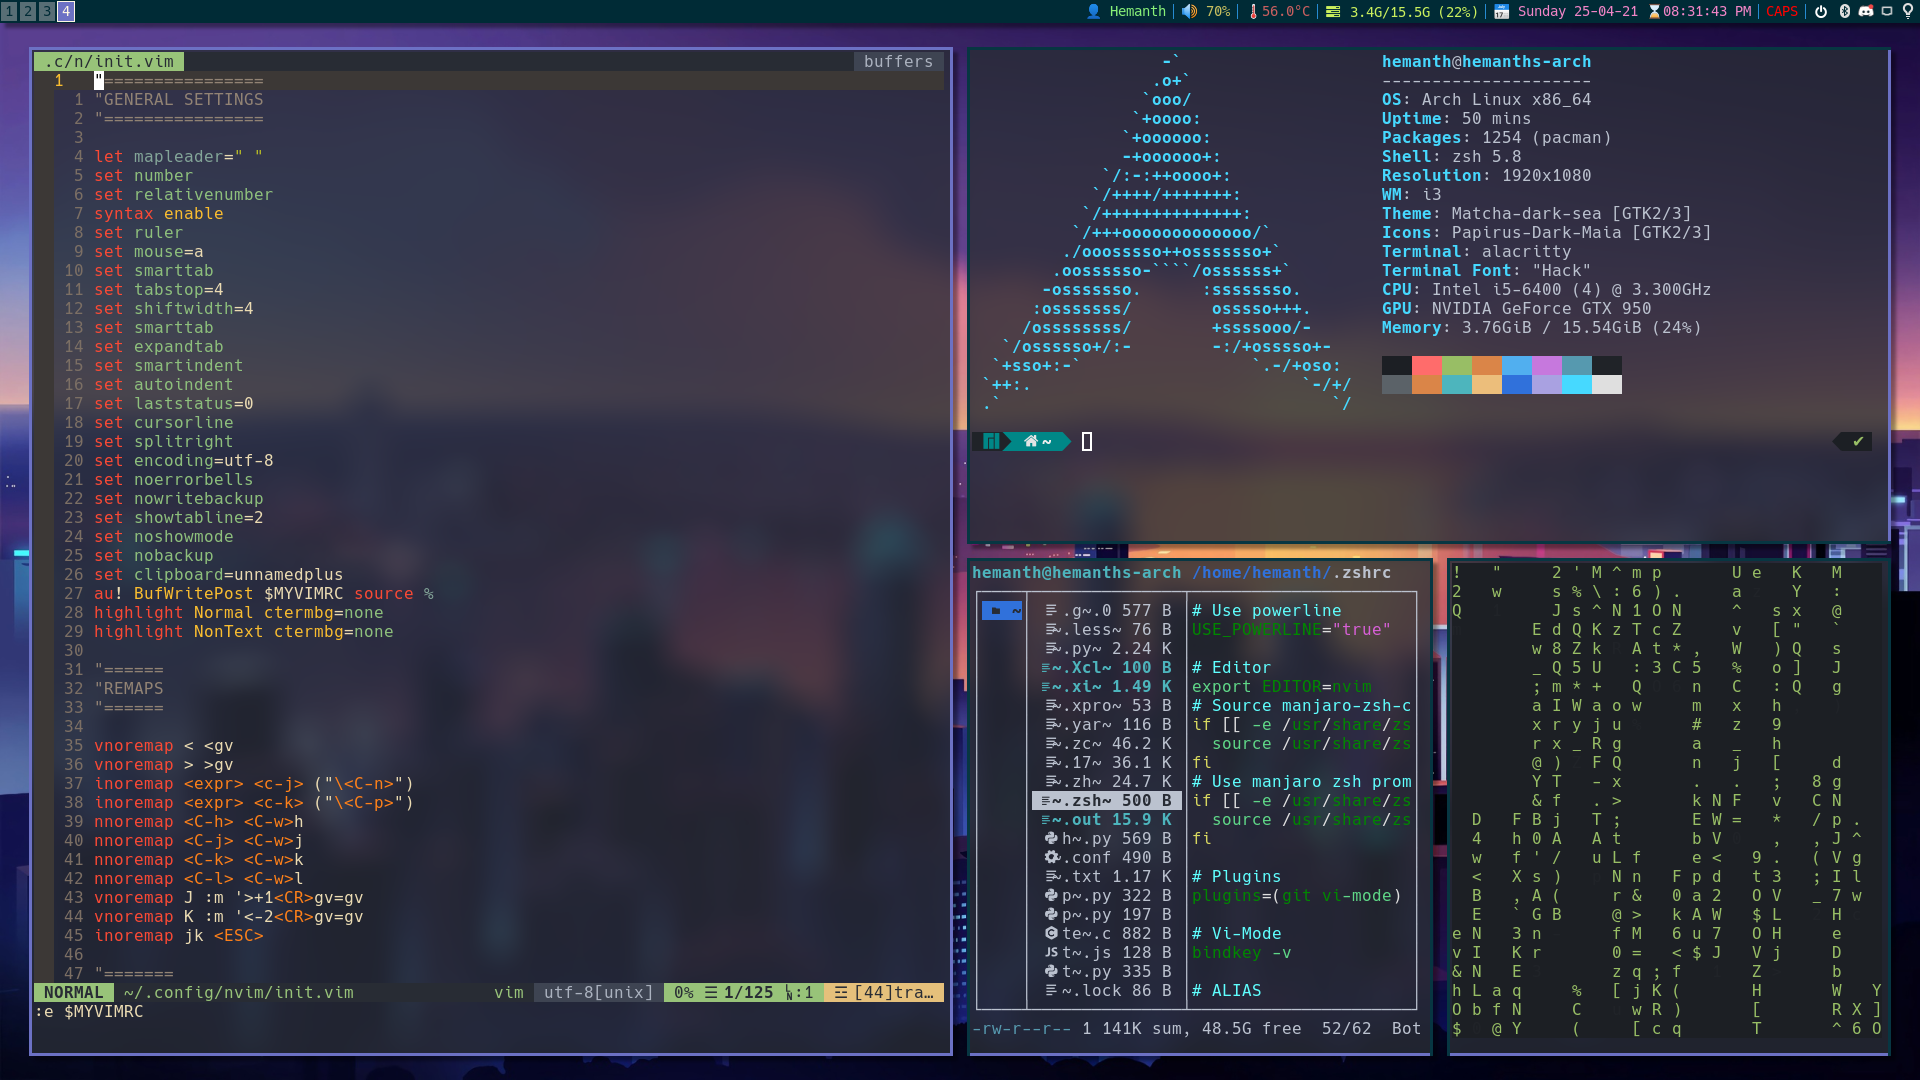 1 2 3 4
Hemanth 70% 56.0°C 3.4G/15.5G (22%) Sunday 25-04-21 08:31:43 PM CAPS
.c/n/init.vim buffers
1 "================
1 "GENERAL SETTINGS
2 "================
3
4 let mapleader=" "
5 set number
6 set relativenumber
7 syntax enable
8 set ruler
9 set mouse=a
10 set smarttab
11 set tabstop=4
12 set shiftwidth=4
13 set smarttab
14 set expandtab
15 set smartindent
16 set autoindent
17 set laststatus=0
18 set cursorline
19 set splitright
20 set encoding=utf-8
21 set noerrorbells
22 set nowritebackup
23 set showtabline=2
24 set noshowmode
25 set nobackup
26 set clipboard=unnamedplus
27 au! BufWritePost $MYVIMRC source %
28 highlight Normal ctermbg=none
29 highlight NonText ctermbg=none
30
31 "======
32 "REMAPS
33 "======
34
35 vnoremap < <gv
36 vnoremap > >gv
37 inoremap <expr> <c-j> ("\<C-n>")
38 inoremap <expr> <c-k> ("\<C-p>")
39 nnoremap <C-h> <C-w>h
40 nnoremap <C-j> <C-w>j
41 nnoremap <C-k> <C-w>k
42 nnoremap <C-l> <C-w>l
43 vnoremap J :m '>+1<CR>gv=gv
44 vnoremap K :m '<-2<CR>gv=gv
45 inoremap jk <ESC>
46
47 "=======
NORMAL ~/.config/nvim/init.vim vim utf-8[unix] 0% ☰ 1/125 :1 ☲ [44]tra…
:e $MYVIMRC
hemanth@hemanths-arch
---------------------
OS: Arch Linux x86_64
Uptime: 50 mins
Packages: 1254 (pacman)
Shell: zsh 5.8
Resolution: 1920x1080
WM: i3
Theme: Matcha-dark-sea [GTK2/3]
Icons: Papirus-Dark-Maia [GTK2/3]
Terminal: alacritty
Terminal Font: "Hack"
CPU: Intel i5-6400 (4) @ 3.300GHz
GPU: NVIDIA GeForce GTX 950
Memory: 3.76GiB / 15.54GiB (24%)
~ ✔
hemanth@hemanths-arch /home/hemanth/.zshrc
~
.g~.0 577 B
.less~ 76 B
.py~ 2.24 K
~.Xcl~ 100 B
~.xi~ 1.49 K
.xpro~ 53 B
.yar~ 116 B
.zc~ 46.2 K
.17~ 36.1 K
.zh~ 24.7 K
~.zsh~ 500 B
~.out 15.9 K
h~.py 569 B
~.conf 490 B
~.txt 1.17 K
p~.py 322 B
p~.py 197 B
te~.c 882 B
t~.js 128 B
t~.py 335 B
~.lock 86 B
# Use powerline
USE_POWERLINE="true"
# Editor
export EDITOR=nvim
# Source manjaro-zsh-c
if [[ -e /usr/share/zs
source /usr/share/zs
fi
# Use manjaro zsh prom
if [[ -e /usr/share/zs
source /usr/share/zs
fi
# Plugins
plugins=(git vi-mode)
# Vi-Mode
bindkey -v
# ALIAS
-rw-r--r-- 1 141K sum, 48.5G free 52/62 Bot